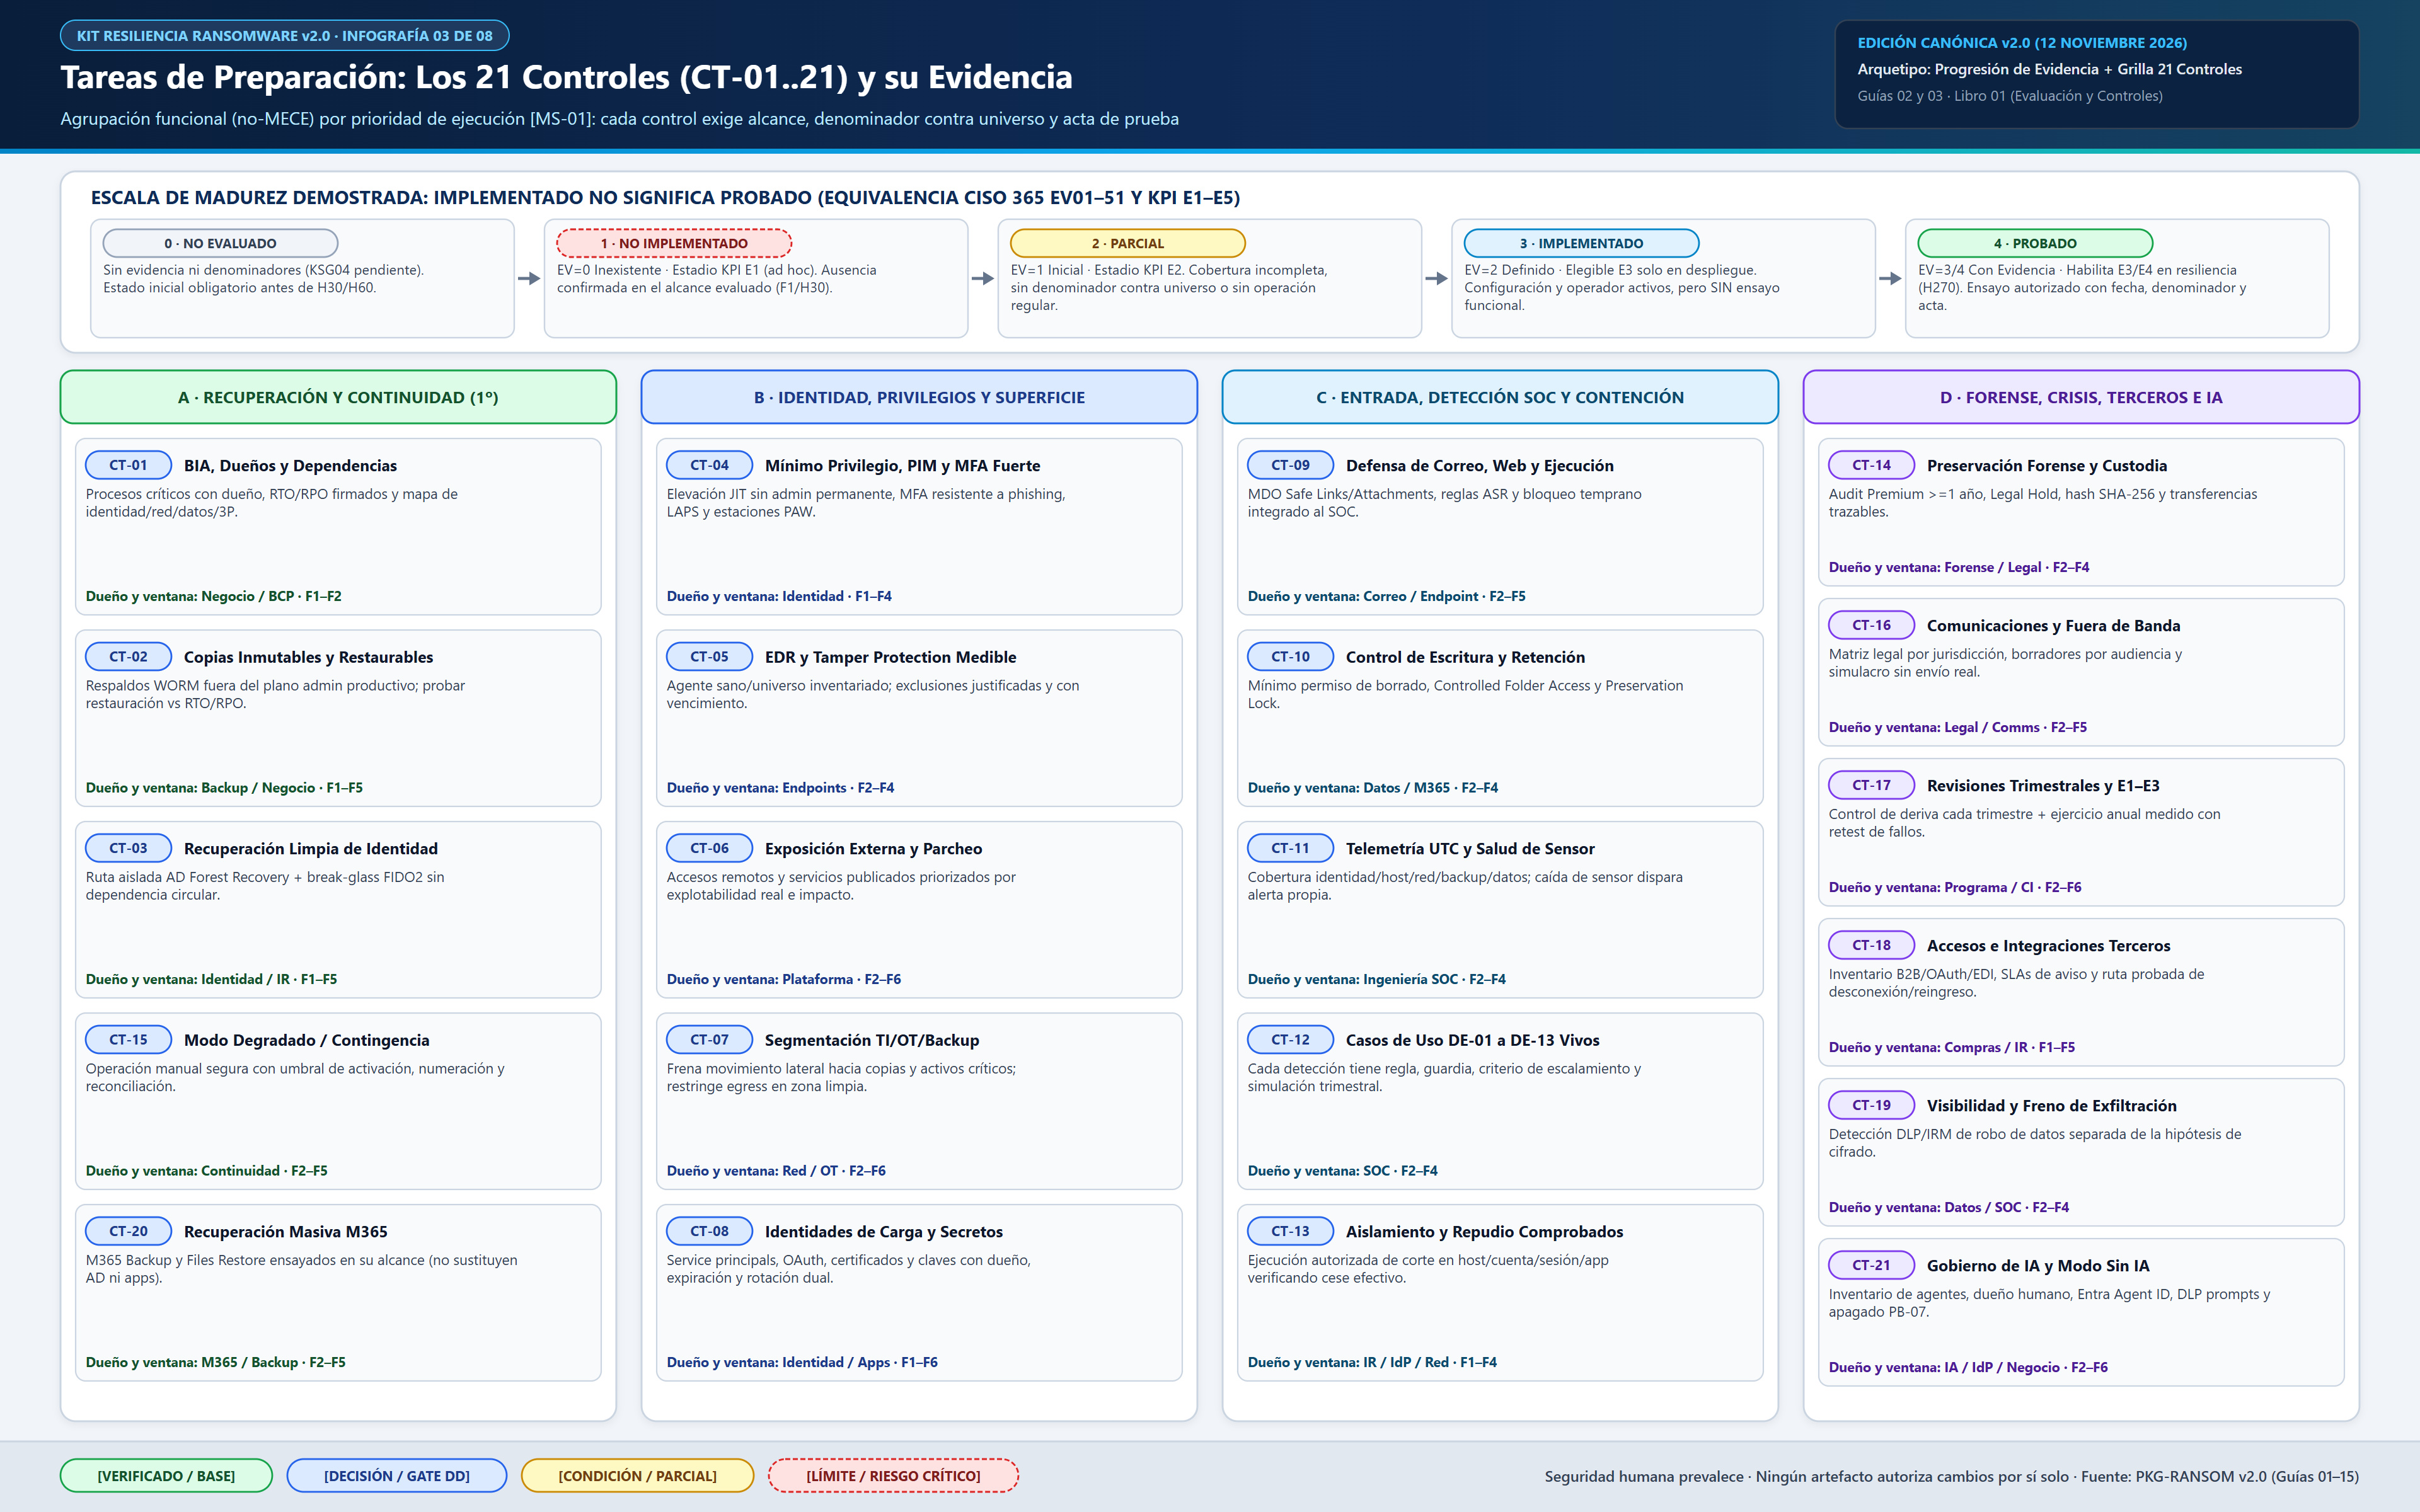 KIT RESILIENCIA RANSOMWARE v2.0 · INFOGRAFÍA 03 DE 08
Tareas de Preparación: Los 21 Controles (CT-01..21) y su Evidencia
Agrupación funcional (no-MECE) por prioridad de ejecución [MS-01]: cada control exige alcance, denominador contra universo y acta de prueba
EDICIÓN CANÓNICA v2.0 (12 NOVIEMBRE 2026)
Arquetipo: Progresión de Evidencia + Grilla 21 Controles
Guías 02 y 03 · Libro 01 (Evaluación y Controles)
ESCALA DE MADUREZ DEMOSTRADA: IMPLEMENTADO NO SIGNIFICA PROBADO (EQUIVALENCIA CISO 365 EV01–51 Y KPI E1–E5)
0 · NO EVALUADO
Sin evidencia ni denominadores (KSG04 pendiente).
Estado inicial obligatorio antes de H30/H60.
1 · NO IMPLEMENTADO
EV=0 Inexistente · Estadio KPI E1 (ad hoc). Ausencia
confirmada en el alcance evaluado (F1/H30).
2 · PARCIAL
EV=1 Inicial · Estadio KPI E2. Cobertura incompleta,
sin denominador contra universo o sin operación
regular.
3 · IMPLEMENTADO
EV=2 Definido · Elegible E3 solo en despliegue.
Configuración y operador activos, pero SIN ensayo
funcional.
4 · PROBADO
EV=3/4 Con Evidencia · Habilita E3/E4 en resiliencia
(H270). Ensayo autorizado con fecha, denominador y
acta.
A · RECUPERACIÓN Y CONTINUIDAD (1º)
CT-01
BIA, Dueños y Dependencias
Procesos críticos con dueño, RTO/RPO firmados y mapa de
identidad/red/datos/3P.
Dueño y ventana: Negocio / BCP · F1–F2
CT-02
Copias Inmutables y Restaurables
Respaldos WORM fuera del plano admin productivo; probar
restauración vs RTO/RPO.
Dueño y ventana: Backup / Negocio · F1–F5
CT-03
Recuperación Limpia de Identidad
Ruta aislada AD Forest Recovery + break-glass FIDO2 sin
dependencia circular.
Dueño y ventana: Identidad / IR · F1–F5
CT-15
Modo Degradado / Contingencia
Operación manual segura con umbral de activación, numeración y
reconciliación.
Dueño y ventana: Continuidad · F2–F5
CT-20
Recuperación Masiva M365
M365 Backup y Files Restore ensayados en su alcance (no sustituyen
AD ni apps).
Dueño y ventana: M365 / Backup · F2–F5
B · IDENTIDAD, PRIVILEGIOS Y SUPERFICIE
CT-04
Mínimo Privilegio, PIM y MFA Fuerte
Elevación JIT sin admin permanente, MFA resistente a phishing,
LAPS y estaciones PAW.
Dueño y ventana: Identidad · F1–F4
CT-05
EDR y Tamper Protection Medible
Agente sano/universo inventariado; exclusiones justificadas y con
vencimiento.
Dueño y ventana: Endpoints · F2–F4
CT-06
Exposición Externa y Parcheo
Accesos remotos y servicios publicados priorizados por
explotabilidad real e impacto.
Dueño y ventana: Plataforma · F2–F6
CT-07
Segmentación TI/OT/Backup
Frena movimiento lateral hacia copias y activos críticos;
restringe egress en zona limpia.
Dueño y ventana: Red / OT · F2–F6
CT-08
Identidades de Carga y Secretos
Service principals, OAuth, certificados y claves con dueño,
expiración y rotación dual.
Dueño y ventana: Identidad / Apps · F1–F6
C · ENTRADA, DETECCIÓN SOC Y CONTENCIÓN
CT-09
Defensa de Correo, Web y Ejecución
MDO Safe Links/Attachments, reglas ASR y bloqueo temprano
integrado al SOC.
Dueño y ventana: Correo / Endpoint · F2–F5
CT-10
Control de Escritura y Retención
Mínimo permiso de borrado, Controlled Folder Access y Preservation
Lock.
Dueño y ventana: Datos / M365 · F2–F4
CT-11
Telemetría UTC y Salud de Sensor
Cobertura identidad/host/red/backup/datos; caída de sensor dispara
alerta propia.
Dueño y ventana: Ingeniería SOC · F2–F4
CT-12
Casos de Uso DE-01 a DE-13 Vivos
Cada detección tiene regla, guardia, criterio de escalamiento y
simulación trimestral.
Dueño y ventana: SOC · F2–F4
CT-13
Aislamiento y Repudio Comprobados
Ejecución autorizada de corte en host/cuenta/sesión/app
verificando cese efectivo.
Dueño y ventana: IR / IdP / Red · F1–F4
D · FORENSE, CRISIS, TERCEROS E IA
CT-14
Preservación Forense y Custodia
Audit Premium >=1 año, Legal Hold, hash SHA-256 y transferencias
trazables.
Dueño y ventana: Forense / Legal · F2–F4
CT-16
Comunicaciones y Fuera de Banda
Matriz legal por jurisdicción, borradores por audiencia y
simulacro sin envío real.
Dueño y ventana: Legal / Comms · F2–F5
CT-17
Revisiones Trimestrales y E1–E3
Control de deriva cada trimestre + ejercicio anual medido con
retest de fallos.
Dueño y ventana: Programa / CI · F2–F6
CT-18
Accesos e Integraciones Terceros
Inventario B2B/OAuth/EDI, SLAs de aviso y ruta probada de
desconexión/reingreso.
Dueño y ventana: Compras / IR · F1–F5
CT-19
Visibilidad y Freno de Exfiltración
Detección DLP/IRM de robo de datos separada de la hipótesis de
cifrado.
Dueño y ventana: Datos / SOC · F2–F4
CT-21
Gobierno de IA y Modo Sin IA
Inventario de agentes, dueño humano, Entra Agent ID, DLP prompts y
apagado PB-07.
Dueño y ventana: IA / IdP / Negocio · F2–F6
[VERIFICADO / BASE]
[DECISIÓN / GATE DD]
[CONDICIÓN / PARCIAL]
[LÍMITE / RIESGO CRÍTICO]
Seguridad humana prevalece · Ningún artefacto autoriza cambios por sí solo · Fuente: PKG-RANSOM v2.0 (Guías 01–15)